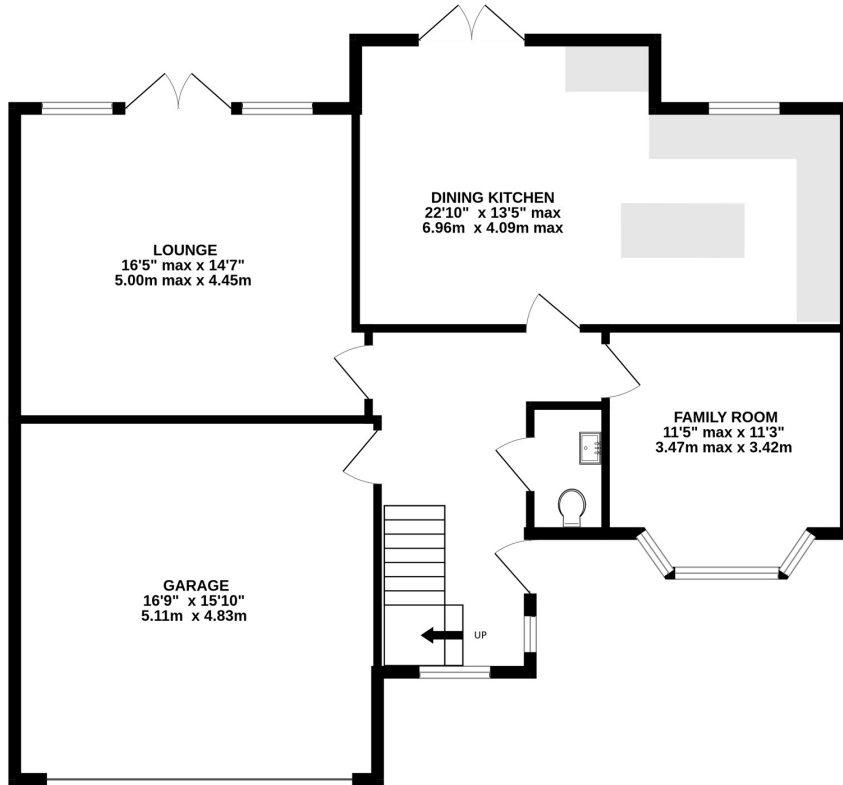 DINING KITCHEN
22'10" x 13'5" max
6.96m x 4.09m max
LOUNGE
16'5" max x 14'7"
5.00m max x 4.45m
FAMILY ROOM
11'5" max x 11'3"
3.47m max x 3.42m
GARAGE
16'9" x 15'10"
5.11m x 4.83m
UP